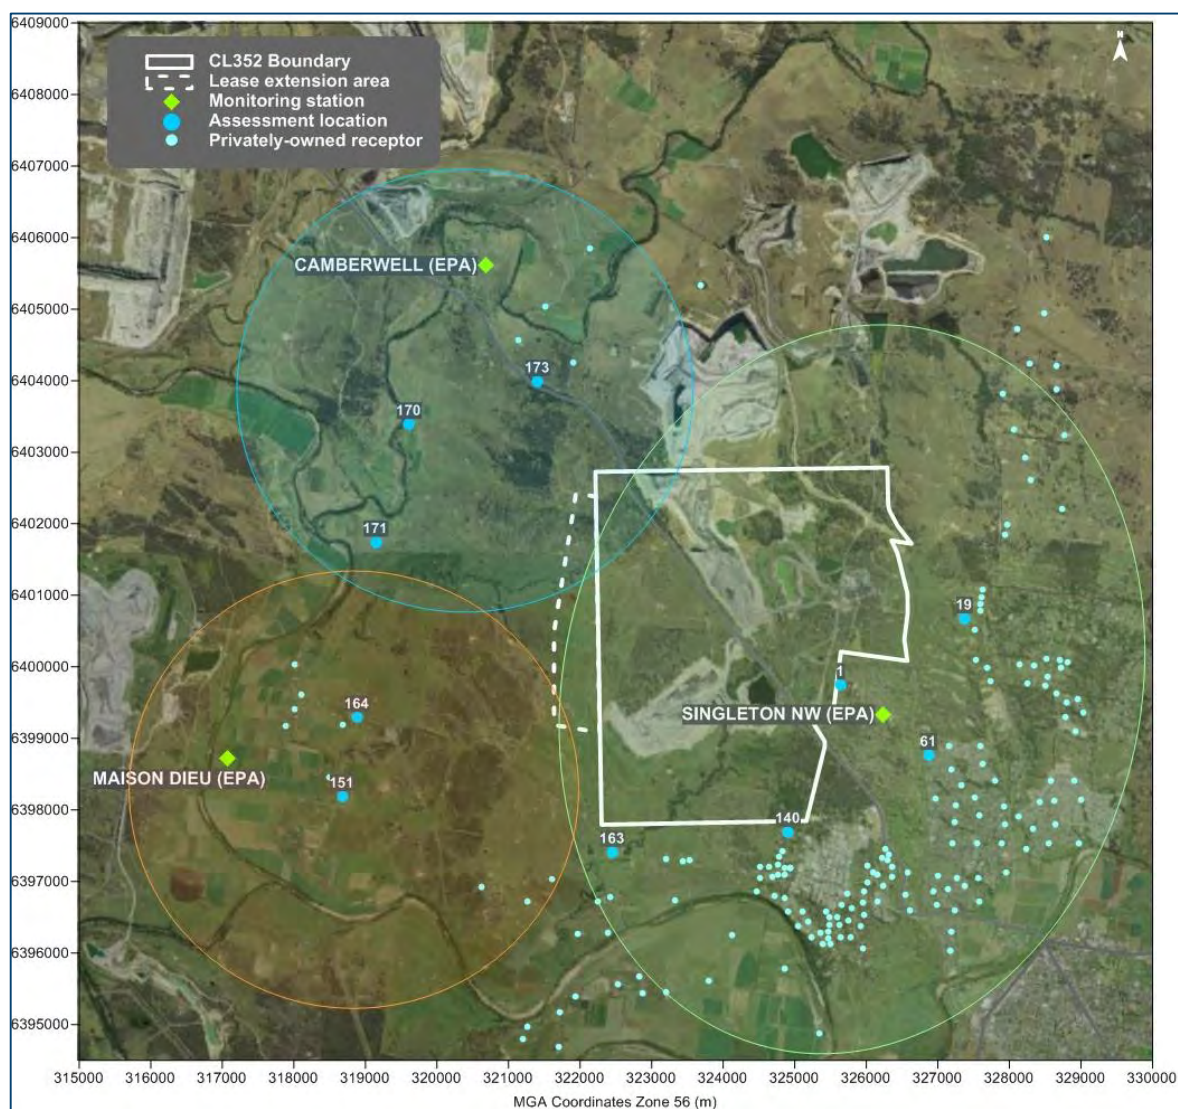 6409000
6408000
6407000
6406000
6405000
6404000
6403000
6402000
6401000
6400000
6399000
6398000
6397000
6396000
6395000
CL352 Boundary
Lease extension area
Monitoring station
Assessment location
Privately-owned receptor
N
CAMBERWELL (EPA)
173
170
171
19
1
164
SINGLETON NW (EPA)
61
MAISON DIEU (EPA)
151
140
163
315000 316000 317000 318000 319000 320000 321000 322000 323000 324000 325000 326000 327000 328000 329000 330000
MGA Coordinates Zone 56 (m)